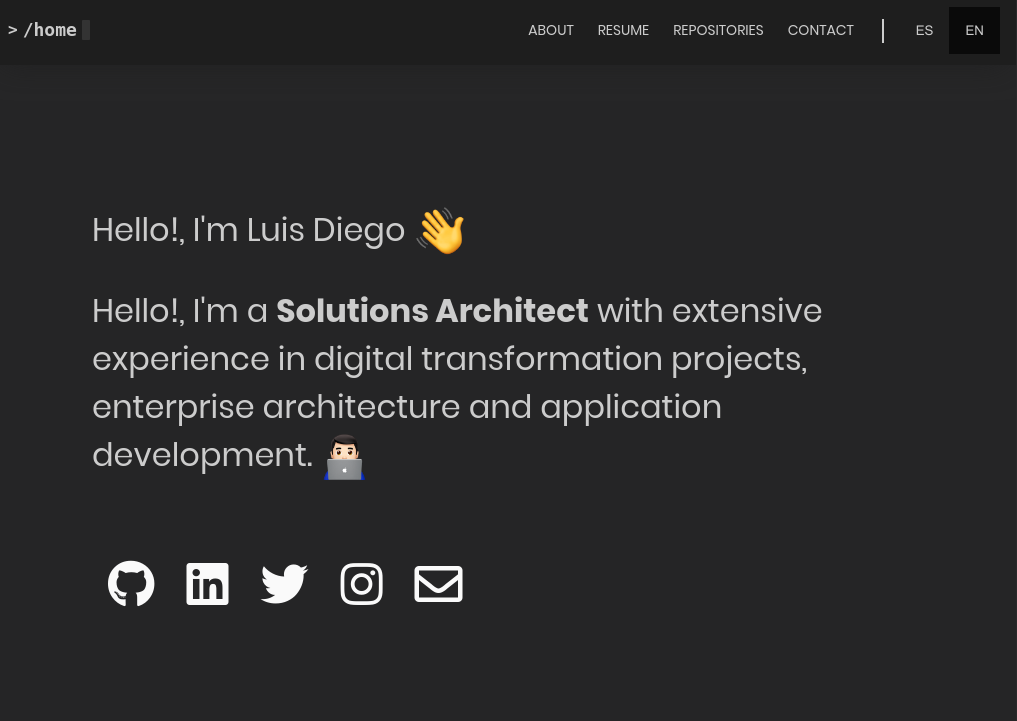 > /home
ABOUT RESUME REPOSITORIES CONTACT ES EN
Hello!, I'm Luis Diego 👋
Hello!, I'm a Solutions Architect with extensive
experience in digital transformation projects,
enterprise architecture and application
development. 👨🏻‍💻